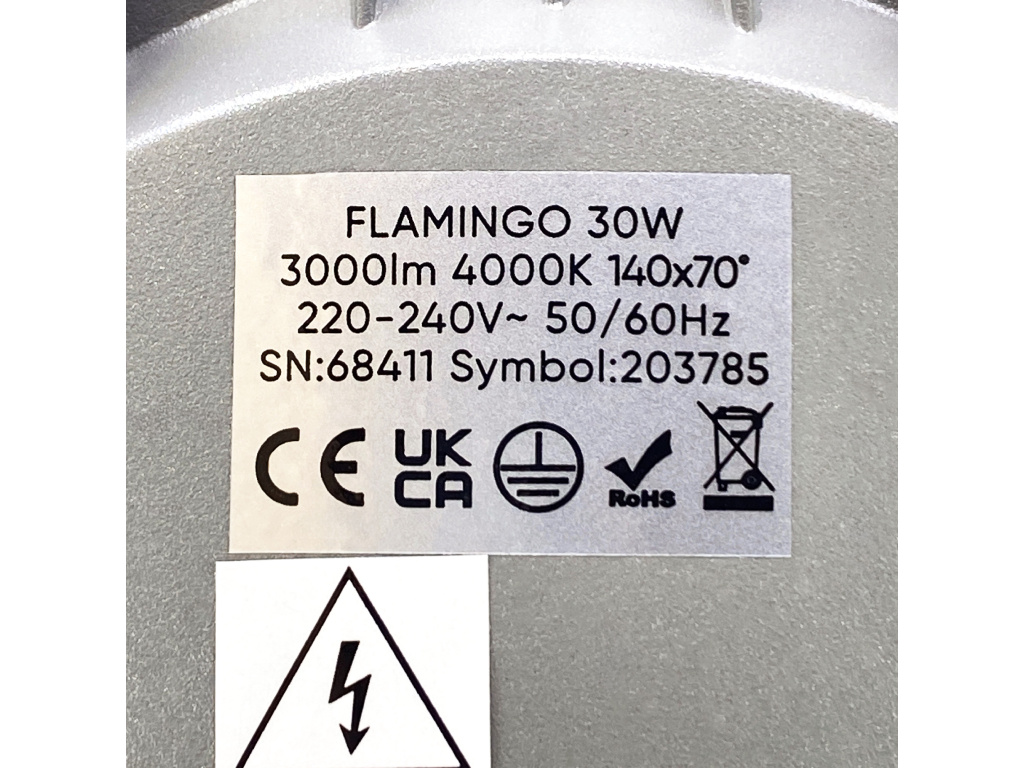 FLAMINGO 30W
3000lm 4000K 140x70°
220-240V~ 50/60Hz
SN:68411 Symbol:203785
CE UK
CA
RoHS